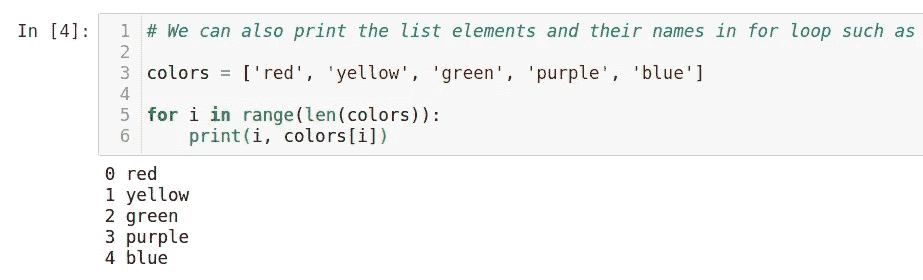 In [4]:
1 # We can also print the list elements and their names in for loop such as
2
3 colors = ['red', 'yellow', 'green', 'purple', 'blue']
4
5 for i in range(len(colors)):
6     print(i, colors[i])
0 red
1 yellow
2 green
3 purple
4 blue